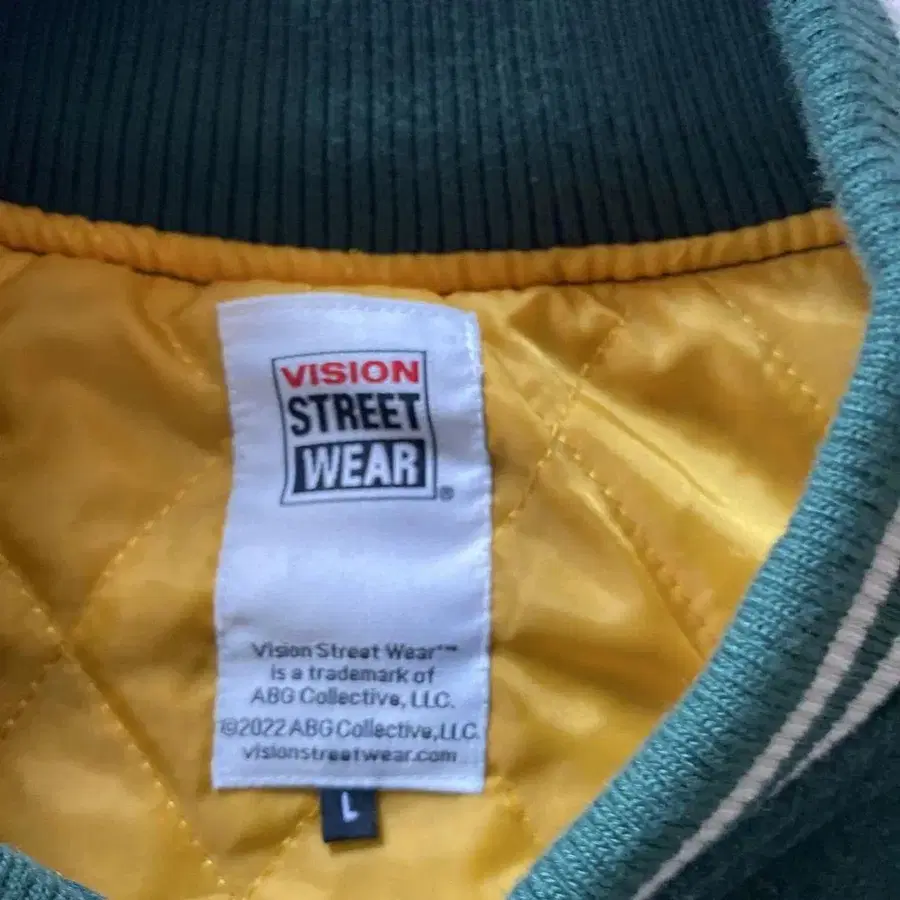 VISION
STREET
WEAR
®
Vision Street Wear™
is a trademark of
ABG Collective, LLC.
©2022 ABG Collective, LLC.
visionstreetwear.com
L